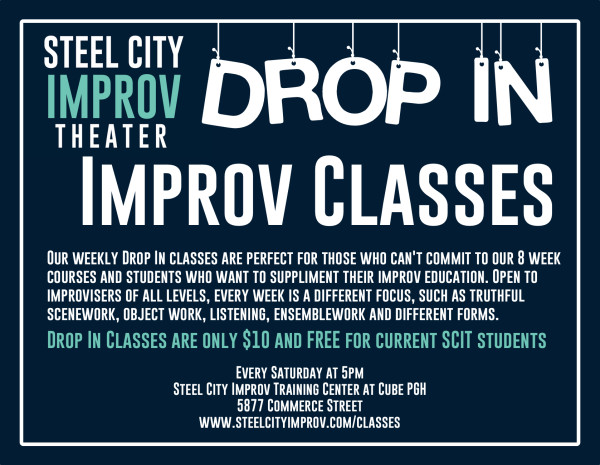 STEEL CITY
IMPROV
THEATER
DROP IN
IMPROV CLASSES
OUR WEEKLY DROP IN CLASSES ARE PERFECT FOR THOSE WHO CAN'T COMMIT TO OUR 8 WEEK
COURSES AND STUDENTS WHO WANT TO SUPPLIMENT THEIR IMPROV EDUCATION. OPEN TO
IMPROVISERS OF ALL LEVELS, EVERY WEEK IS A DIFFERENT FOCUS, SUCH AS TRUTHFUL
SCENEWORK, OBJECT WORK, LISTENING, ENSEMBLEWORK AND DIFFERENT FORMS.
DROP IN CLASSES ARE ONLY $10 AND FREE FOR CURRENT SCIT STUDENTS
EVERY SATURDAY AT 5PM
STEEL CITY IMPROV TRAINING CENTER AT CUBE PGH
5877 COMMERCE STREET
WWW.STEELCITYIMPROV.COM/CLASSES